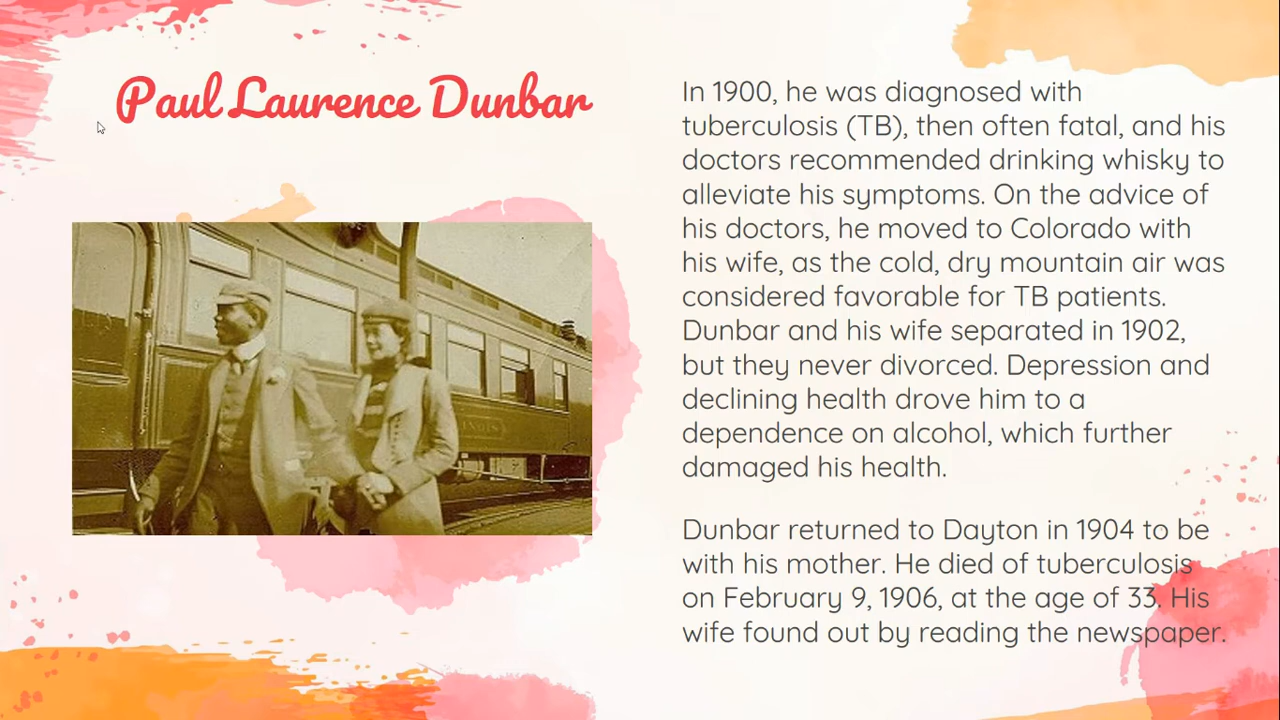 Paul Laurence Dunbar
In 1900, he was diagnosed with
tuberculosis (TB), then often fatal, and his
doctors recommended drinking whisky to
alleviate his symptoms. On the advice of
his doctors, he moved to Colorado with
his wife, as the cold, dry mountain air was
considered favorable for TB patients.
Dunbar and his wife separated in 1902,
but they never divorced. Depression and
declining health drove him to a
dependence on alcohol, which further
damaged his health.
Dunbar returned to Dayton in 1904 to be
with his mother. He died of tuberculosis
on February 9, 1906, at the age of 33. His
wife found out by reading the newspaper.